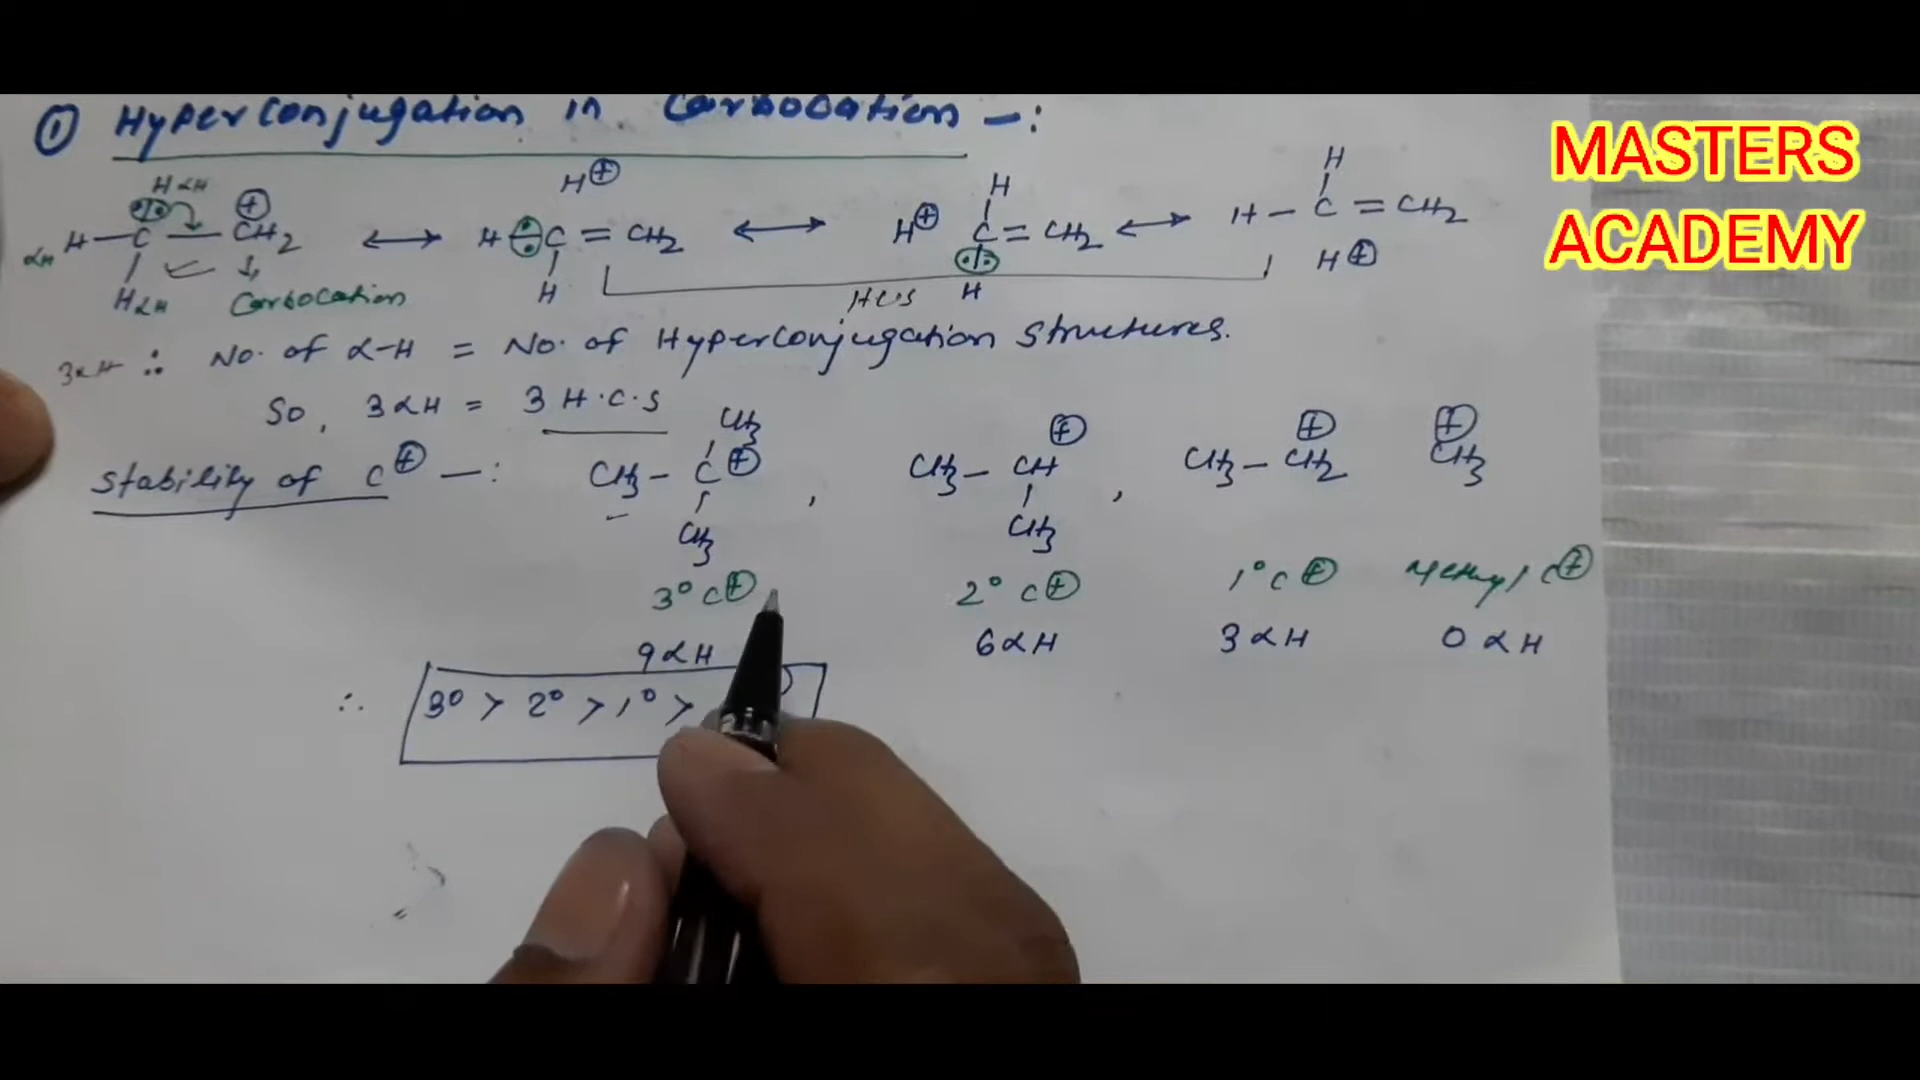 ① Hyperconjugation in Carbocation —:
MASTERS
ACADEMY
H αH H⊕ H H
αH H — C — CH₂ ⊕ ↔ H C = CH₂ ↔ H⊕ C = CH₂ ↔ H — C = CH₂
H αH Carbocation H H H⊕
HCS
3αH ∴ No. of α-H = No. of Hyperconjugation Structures.
So, 3αH = 3 H.C.S
Stability of C⊕ —: CH₃ — C⊕ , CH₃ — CH⊕ , CH₃ — CH₂⊕ CH₃⊕
CH₃ CH₃ CH₃
3° C⊕ 2° C⊕ 1° C⊕ Methyl C⊕
9αH 6αH 3αH 0αH
∴ 3° > 2° > 1° >